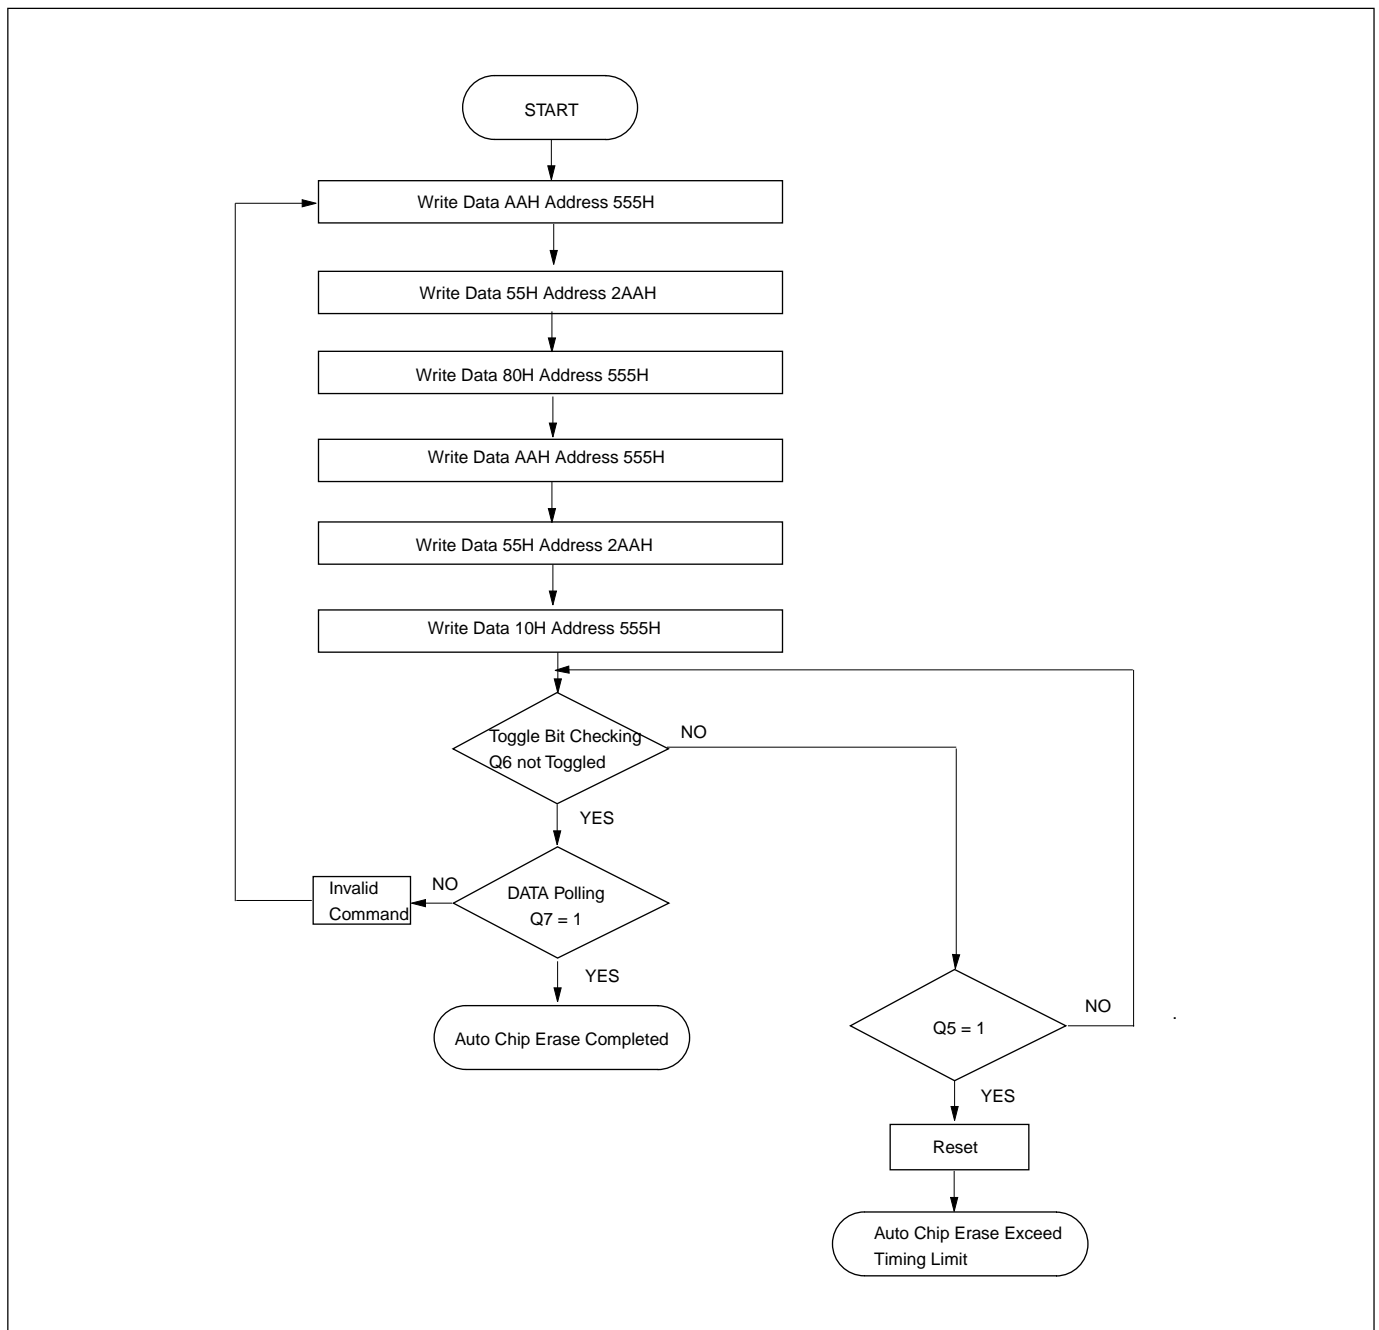 START
Write Data AAH Address 555H
Write Data 55H Address 2AAH
Write Data 80H Address 555H
Write Data AAH Address 555H
Write Data 55H Address 2AAH
Write Data 10H Address 555H
Toggle Bit Checking
Q6 not Toggled
NO
YES
DATA Polling
Q7 = 1
NO
Invalid
Command
YES
Auto Chip Erase Completed
Q5 = 1
NO
YES
Reset
Auto Chip Erase Exceed
Timing Limit